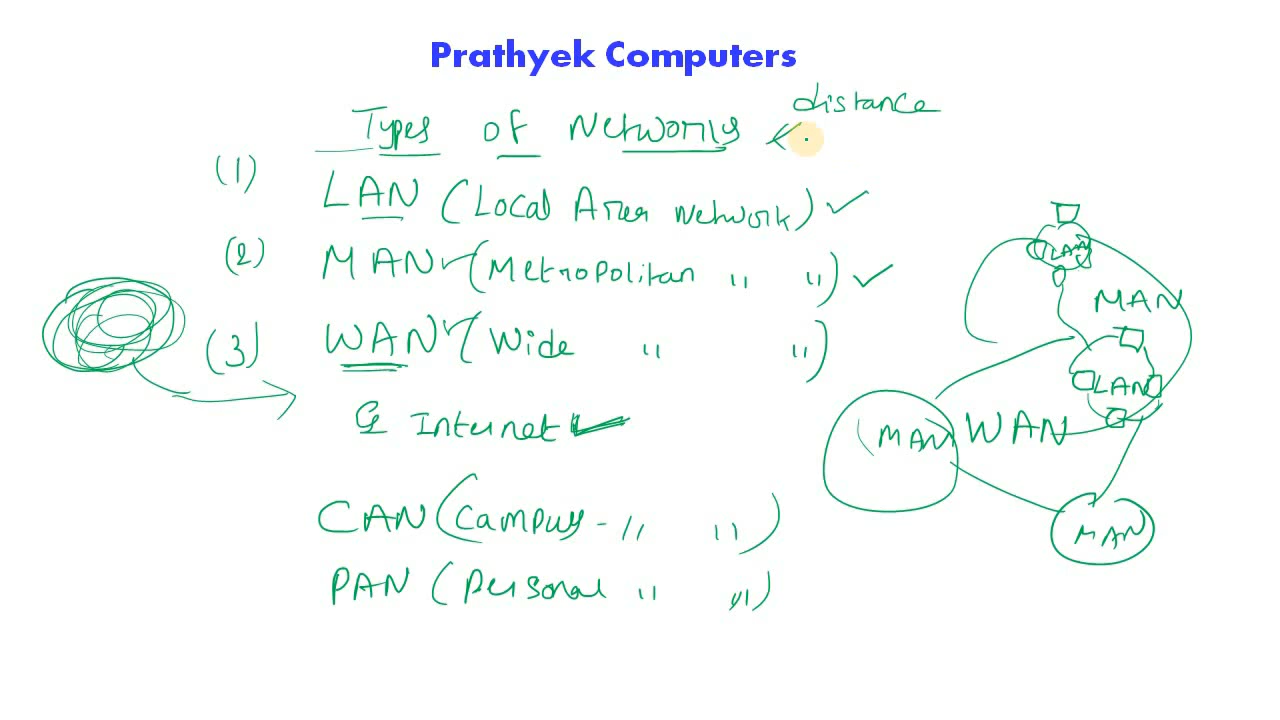 Prathyek Computers
distance
Types of Networks
(1) LAN (Local Area Network)
(2) MAN (Metropolitan " ")
(3) WAN (Wide " ")
Internet
CAN (Campus - " ")
PAN (Personal " ")
LAN
MAN
LAN
MAN WAN
MAN